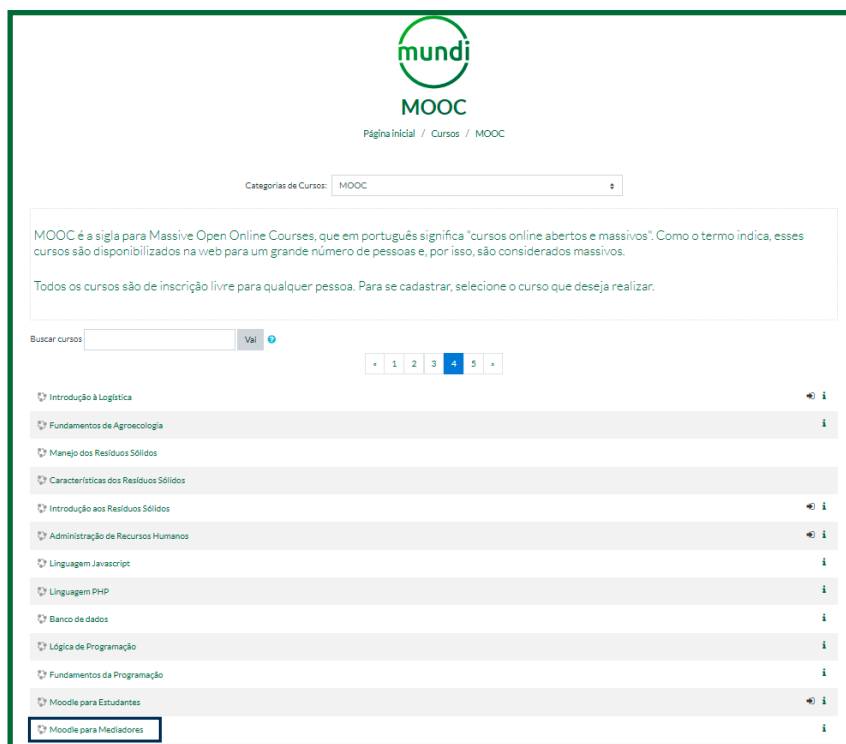 mundi
MOOC
Página inicial / Cursos / MOOC
Categorias de Cursos: MOOC
MOOC é a sigla para Massive Open Online Courses, que em português significa "cursos online abertos e massivos". Como o termo indica, esses
cursos são disponibilizados na web para um grande número de pessoas e, por isso, são considerados massivos.
Todos os cursos são de inscrição livre para qualquer pessoa. Para se cadastrar, selecione o curso que deseja realizar.
Buscar cursos Vai
« 1 2 3 4 5 »
Introdução à Logística
Fundamentos de Agroecologia
Manejo dos Resíduos Sólidos
Características dos Resíduos Sólidos
Introdução aos Resíduos Sólidos
Administração de Recursos Humanos
Linguagem Javascript
Linguagem PHP
Banco de dados
Lógica de Programação
Fundamentos da Programação
Moodle para Estudantes
Moodle para Mediadores